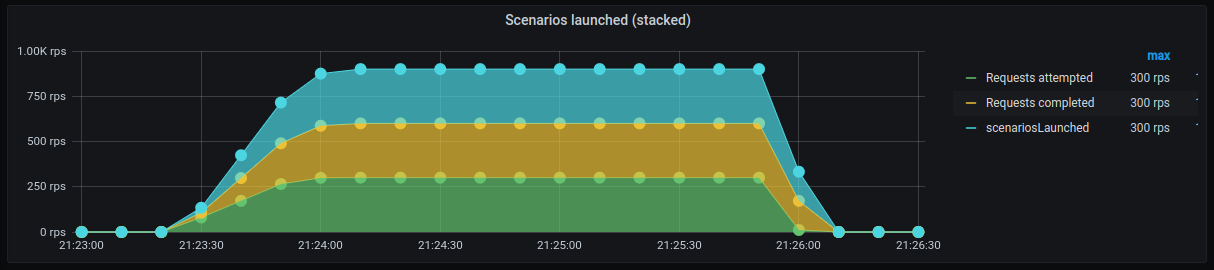 Scenarios launched (stacked)
1.00K rps
750 rps
500 rps
250 rps
0 rps
21:23:00 21:23:30 21:24:00 21:24:30 21:25:00 21:25:30 21:26:00 21:26:30
max
Requests attempted 300 rps
Requests completed 300 rps
scenariosLaunched 300 rps